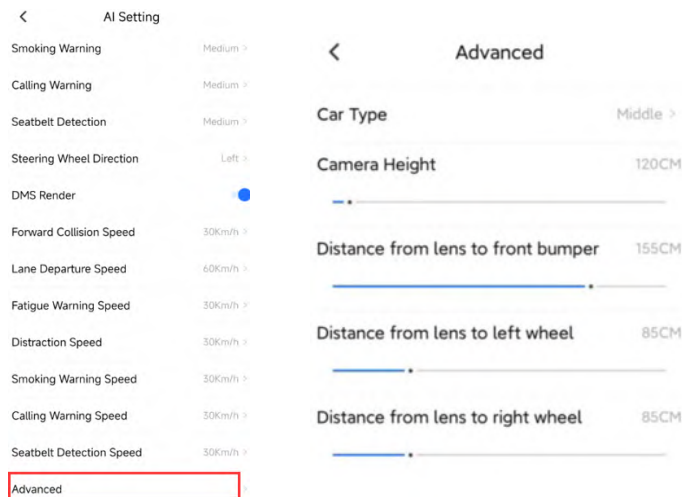 AI Setting
Smoking Warning Medium >
Calling Warning Medium >
Seatbelt Detection Medium >
Steering Wheel Direction Left >
DMS Render
Forward Collision Speed 30Km/h >
Lane Departure Speed 60Km/h >
Fatigue Warning Speed 30Km/h >
Distraction Speed 30Km/h >
Smoking Warning Speed 30Km/h >
Calling Warning Speed 30Km/h >
Seatbelt Detection Speed 30Km/h >
Advanced
Advanced
Car Type Middle >
Camera Height 120CM
Distance from lens to front bumper 155CM
Distance from lens to left wheel 85CM
Distance from lens to right wheel 85CM